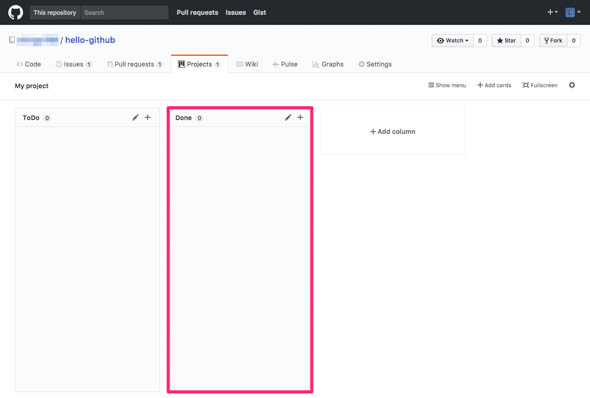 This repository Search Pull requests Issues Gist
/ hello-github
Watch 0 Star 0 Fork 0
Code Issues 1 Pull requests 1 Projects 1 Wiki Pulse Graphs Settings
My project
Show menu + Add cards Fullscreen
ToDo 0 +
Done 0 +
+ Add column